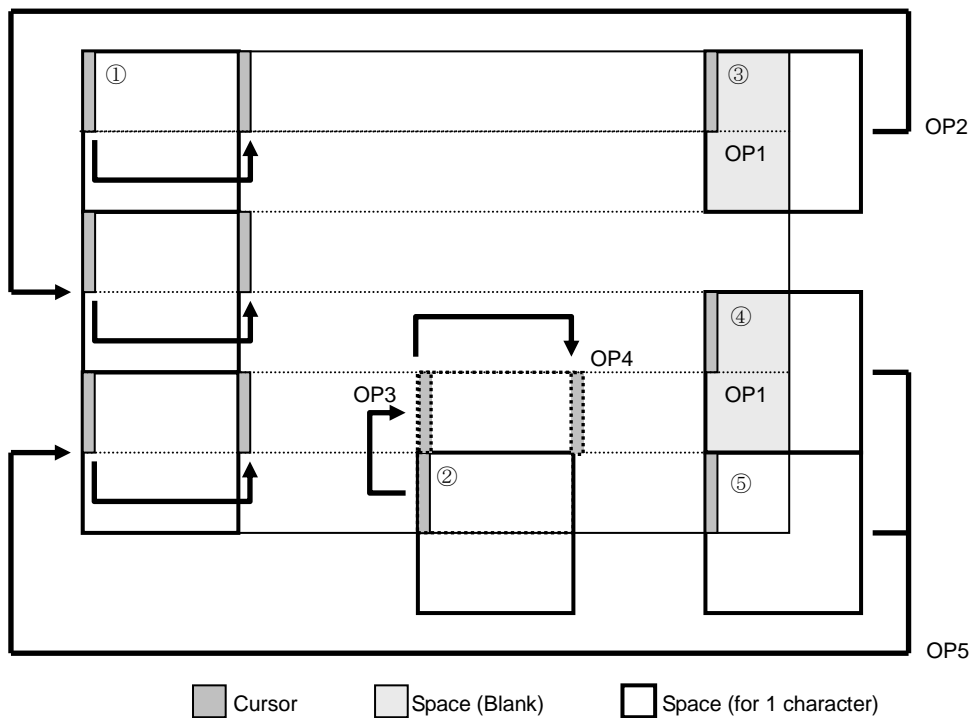 ① ③
OP2
OP1
④
OP4
OP3 OP1
② ⑤
OP5
Cursor Space (Blank) Space (for 1 character)